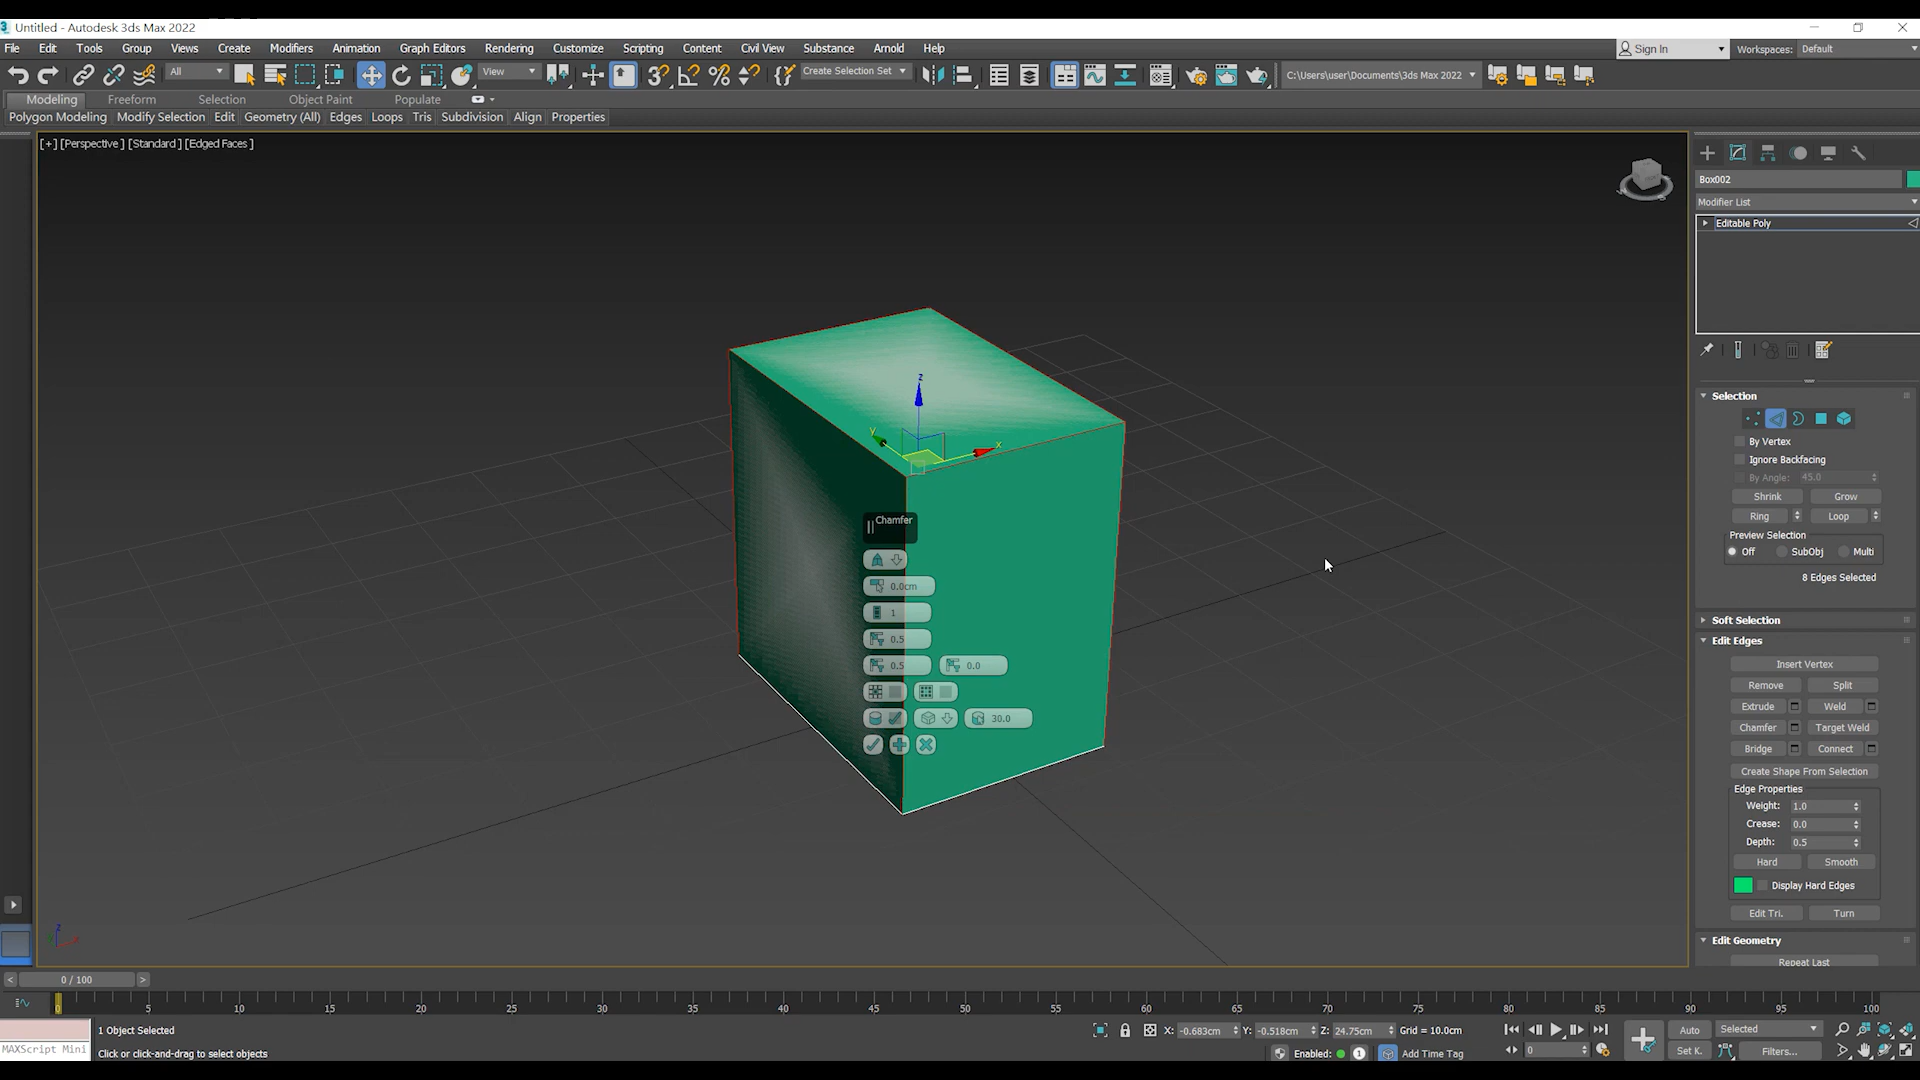 Untitled - Autodesk 3ds Max 2022
File Edit Tools Group Views Create Modifiers Animation Graph Editors Rendering Customize Scripting Content Civil View Substance Arnold Help
Sign In Workspaces: Default
All View Create Selection Set C:\Users\user\Documents\3ds Max 2022
Modeling Freeform Selection Object Paint Populate
Polygon Modeling Modify Selection Edit Geometry (All) Edges Loops Tris Subdivision Align Properties
[+] [Perspective ] [Standard ] [Edged Faces ]
Box002
Modifier List
Editable Poly
Selection
By Vertex
Ignore Backfacing
By Angle: 45.0
Shrink Grow
Ring Loop
Preview Selection
Off SubObj Multi
8 Edges Selected
Soft Selection
Edit Edges
Insert Vertex
Remove Split
Extrude Weld
Chamfer Target Weld
Bridge Connect
Create Shape From Selection
Edge Properties
Weight: 1.0
Crease: 0.0
Depth: 0.5
Hard Smooth
Display Hard Edges
Edit Tri. Turn
Edit Geometry
Repeat Last
z
y
x
Chamfer
0.0cm
1
0.5
0.5 0.0
30.0
z
x
0 / 100
0 5 10 15 20 25 30 35 40 45 50 55 60 65 70 75 80 85 90 95 100
1 Object Selected X: -0.683cm Y: -0.518cm Z: 24.75cm Grid = 10.0cm Auto Selected
MAXScript Mini Click or click-and-drag to select objects Enabled: 1 Add Time Tag 0 Set K. Filters...